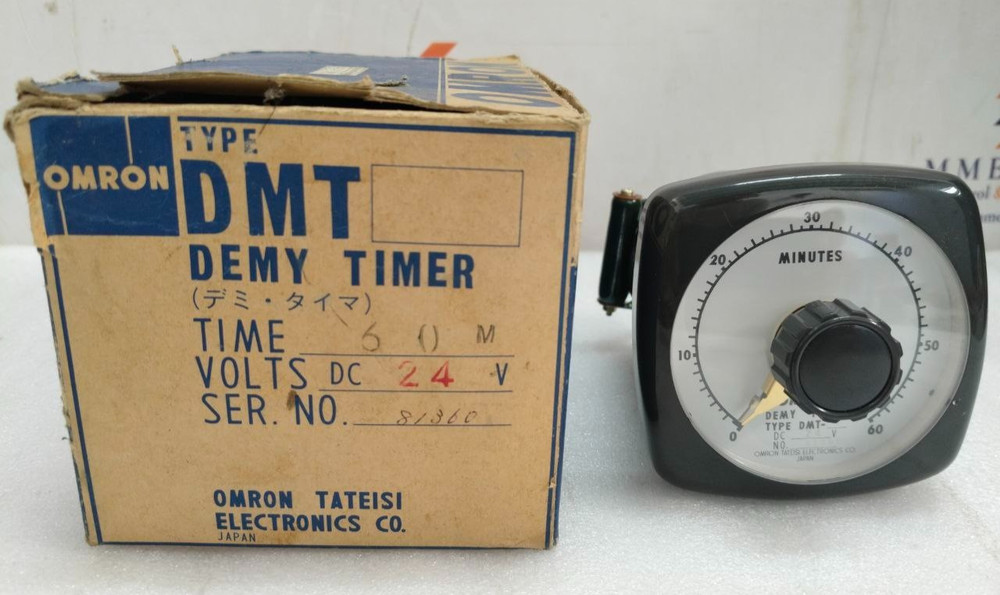 OMRON
TYPE
DMT
DEMY TIMER
(デミ・タイマ)
TIME 60 M
VOLTS DC 24 V
SER. NO. 81360
OMRON TATEISI
ELECTRONICS CO.
JAPAN
30
MINUTES
20
40
10
50
0
60
DEMY
TYPE DMT-
DC V
NO.
OMRON TATEISI ELECTRONICS CO.
JAPAN
MME